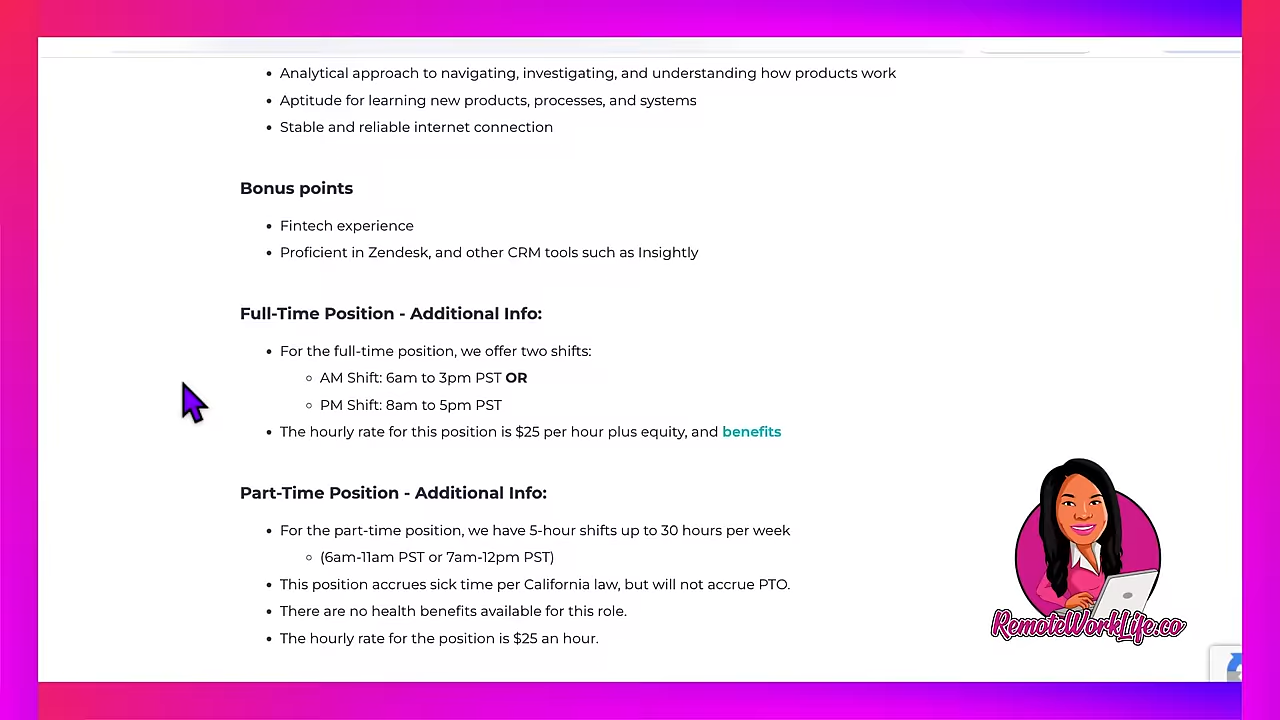 Analytical approach to navigating, investigating, and understanding how products work
Aptitude for learning new products, processes, and systems
Stable and reliable internet connection
Bonus points
Fintech experience
Proficient in Zendesk, and other CRM tools such as Insightly
Full-Time Position - Additional Info:
For the full-time position, we offer two shifts:
AM Shift: 6am to 3pm PST OR
PM Shift: 8am to 5pm PST
The hourly rate for this position is $25 per hour plus equity, and benefits
Part-Time Position - Additional Info:
For the part-time position, we have 5-hour shifts up to 30 hours per week
(6am-11am PST or 7am-12pm PST)
This position accrues sick time per California law, but will not accrue PTO.
There are no health benefits available for this role.
The hourly rate for the position is $25 an hour.
RemoteWorkLife.co